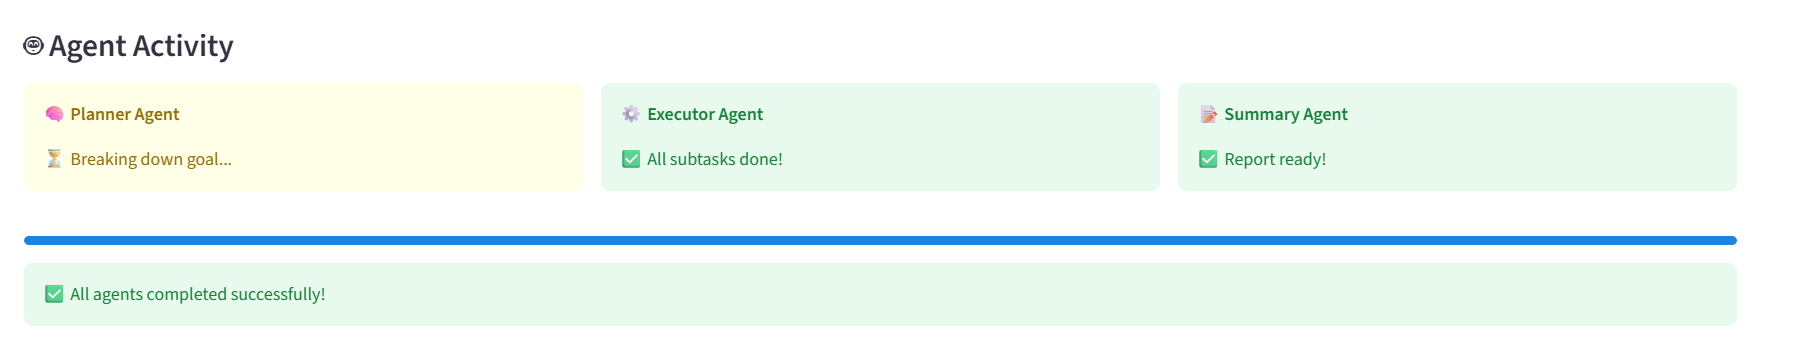 Agent Activity
Planner Agent
Breaking down goal...
Executor Agent
All subtasks done!
Summary Agent
Report ready!
All agents completed successfully!